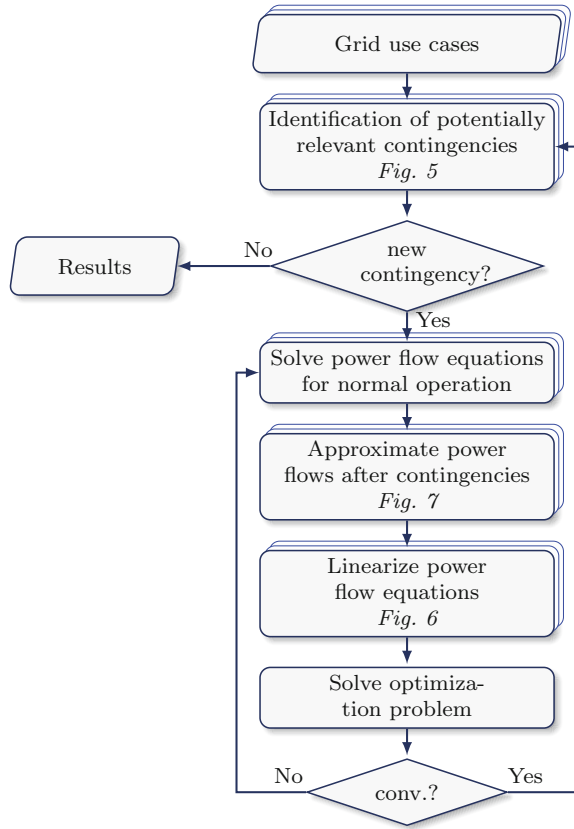 Grid use cases
Identification of potentially
relevant contingencies
Fig. 5
new
contingency?
No
Results
Yes
Solve power flow equations
for normal operation
Approximate power
flows after contingencies
Fig. 7
Linearize power
flow equations
Fig. 6
Solve optimiza-
tion problem
No
conv.?
Yes